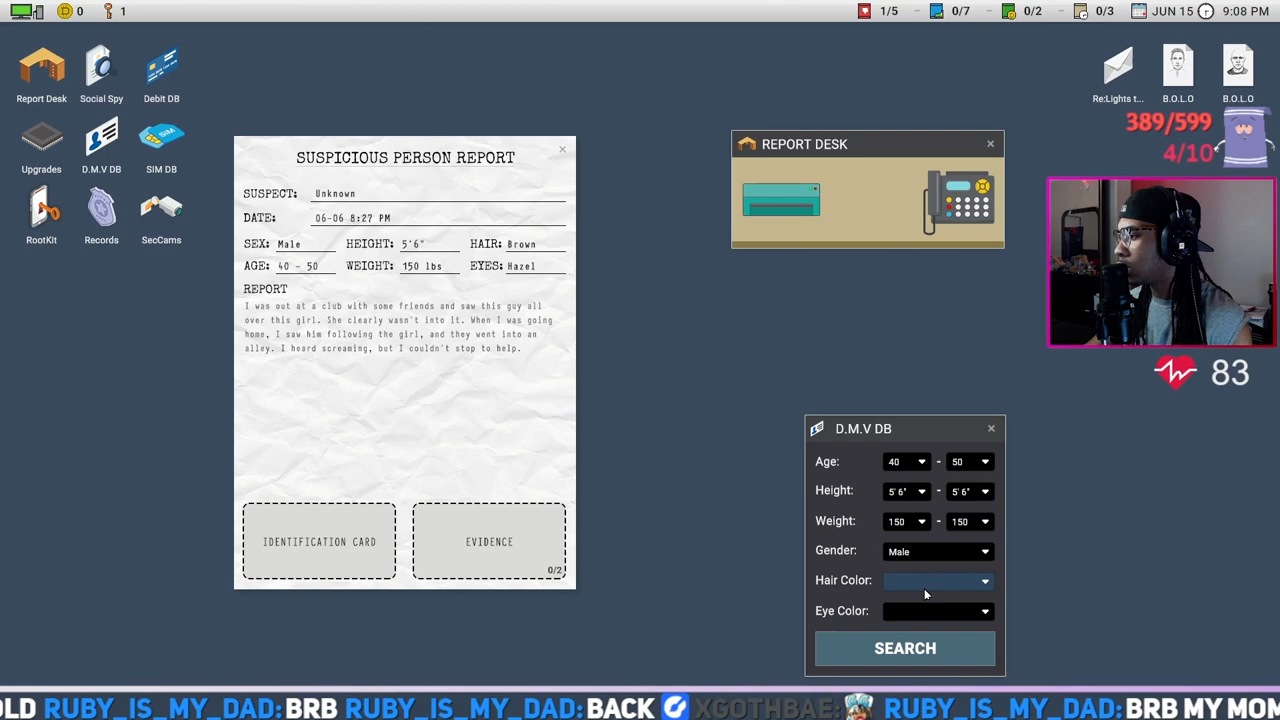 0 1 1/5 - 0/7 - 0/2 - 0/3 JUN 15 9:08 PM
Report Desk Social Spy Debit DB
Re:Lights t... B.O.L.O B.O.L.O
Upgrades D.M.V DB SIM DB
RootKit Records SecCams
389/599
4/10
SUSPICIOUS PERSON REPORT
SUSPECT: Unknown
DATE: 06-06 8:27 PM
SEX: Male HEIGHT: 5'6" HAIR: Brown
AGE: 40 - 50 WEIGHT: 150 lbs EYES: Hazel
REPORT
I was out at a club with some friends and saw this guy all
over this girl. She clearly wasn't into it. When I was going
home, I saw him following the girl, and they went into an
alley. I heard screaming, but I couldn't stop to help.
IDENTIFICATION CARD
EVIDENCE
0/2
REPORT DESK
83
D.M.V DB
Age: 40 - 50
Height: 5'6" - 5'6"
Weight: 150 - 150
Gender: Male
Hair Color:
Eye Color:
SEARCH
OLD RUBY_IS_MY_DAD: BRB RUBY_IS_MY_DAD: BACK XGOTHBAE: RUBY_IS_MY_DAD: BRB MY MOM